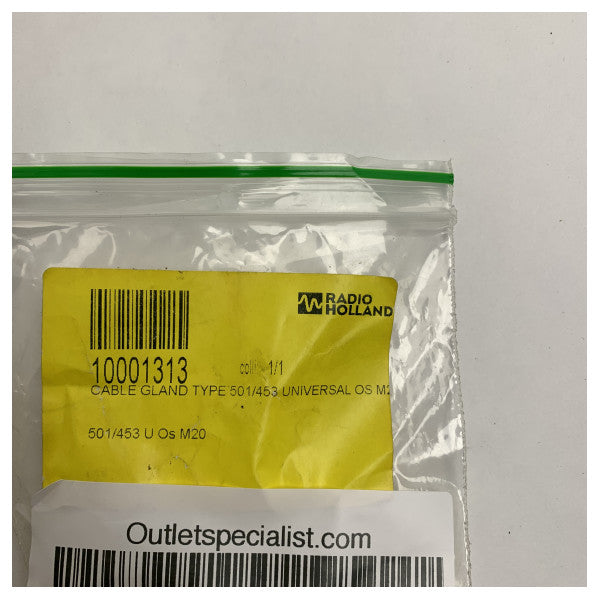 RADIO
HOLLAND
10001313
colli 1/1
CABLE GLAND TYPE 501/453 UNIVERSAL OS M2
501/453 U Os M20
Outletspecialist.com